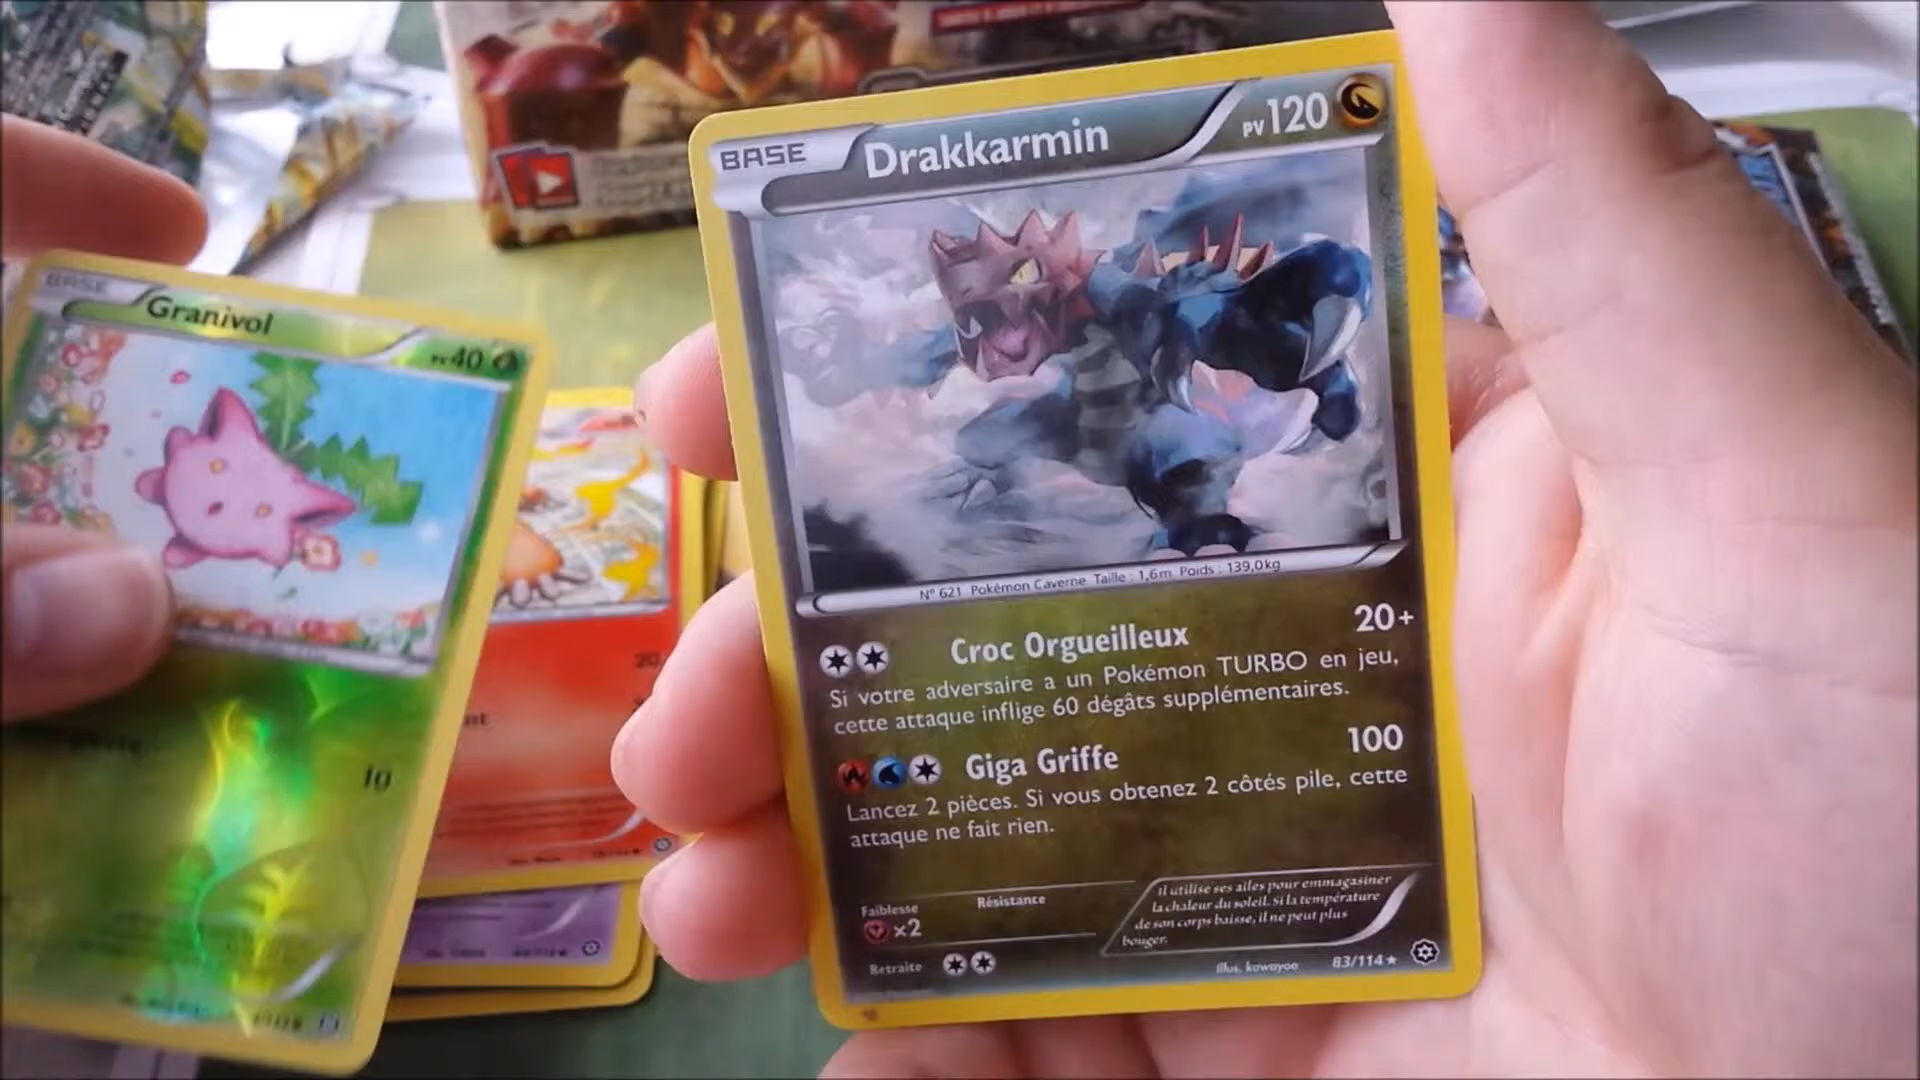 BASE
Drakkarmin
PV120
N° 621 Pokémon Caverne Taille : 1,6m Poids : 139,0kg
Croc Orgueilleux
20+
Si votre adversaire a un Pokémon TURBO en jeu,
cette attaque inflige 60 dégâts supplémentaires.
Giga Griffe
100
Lancez 2 pièces. Si vous obtenez 2 côtés pile, cette
attaque ne fait rien.
Faiblesse
Résistance
x2
Retraite
Il utilise ses ailes pour emmagasiner
la chaleur du soleil. Si la température
de son corps baisse, il ne peut plus
bouger.
Illus. kawayoo
83/114
BASE
Granivol
PV40
10
20